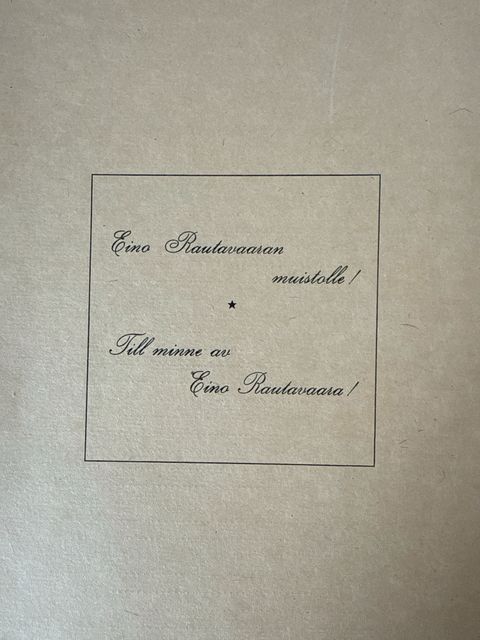 Eino Rautavaaran
muistolle!
★
Till minne av
Eino Rautavaara!